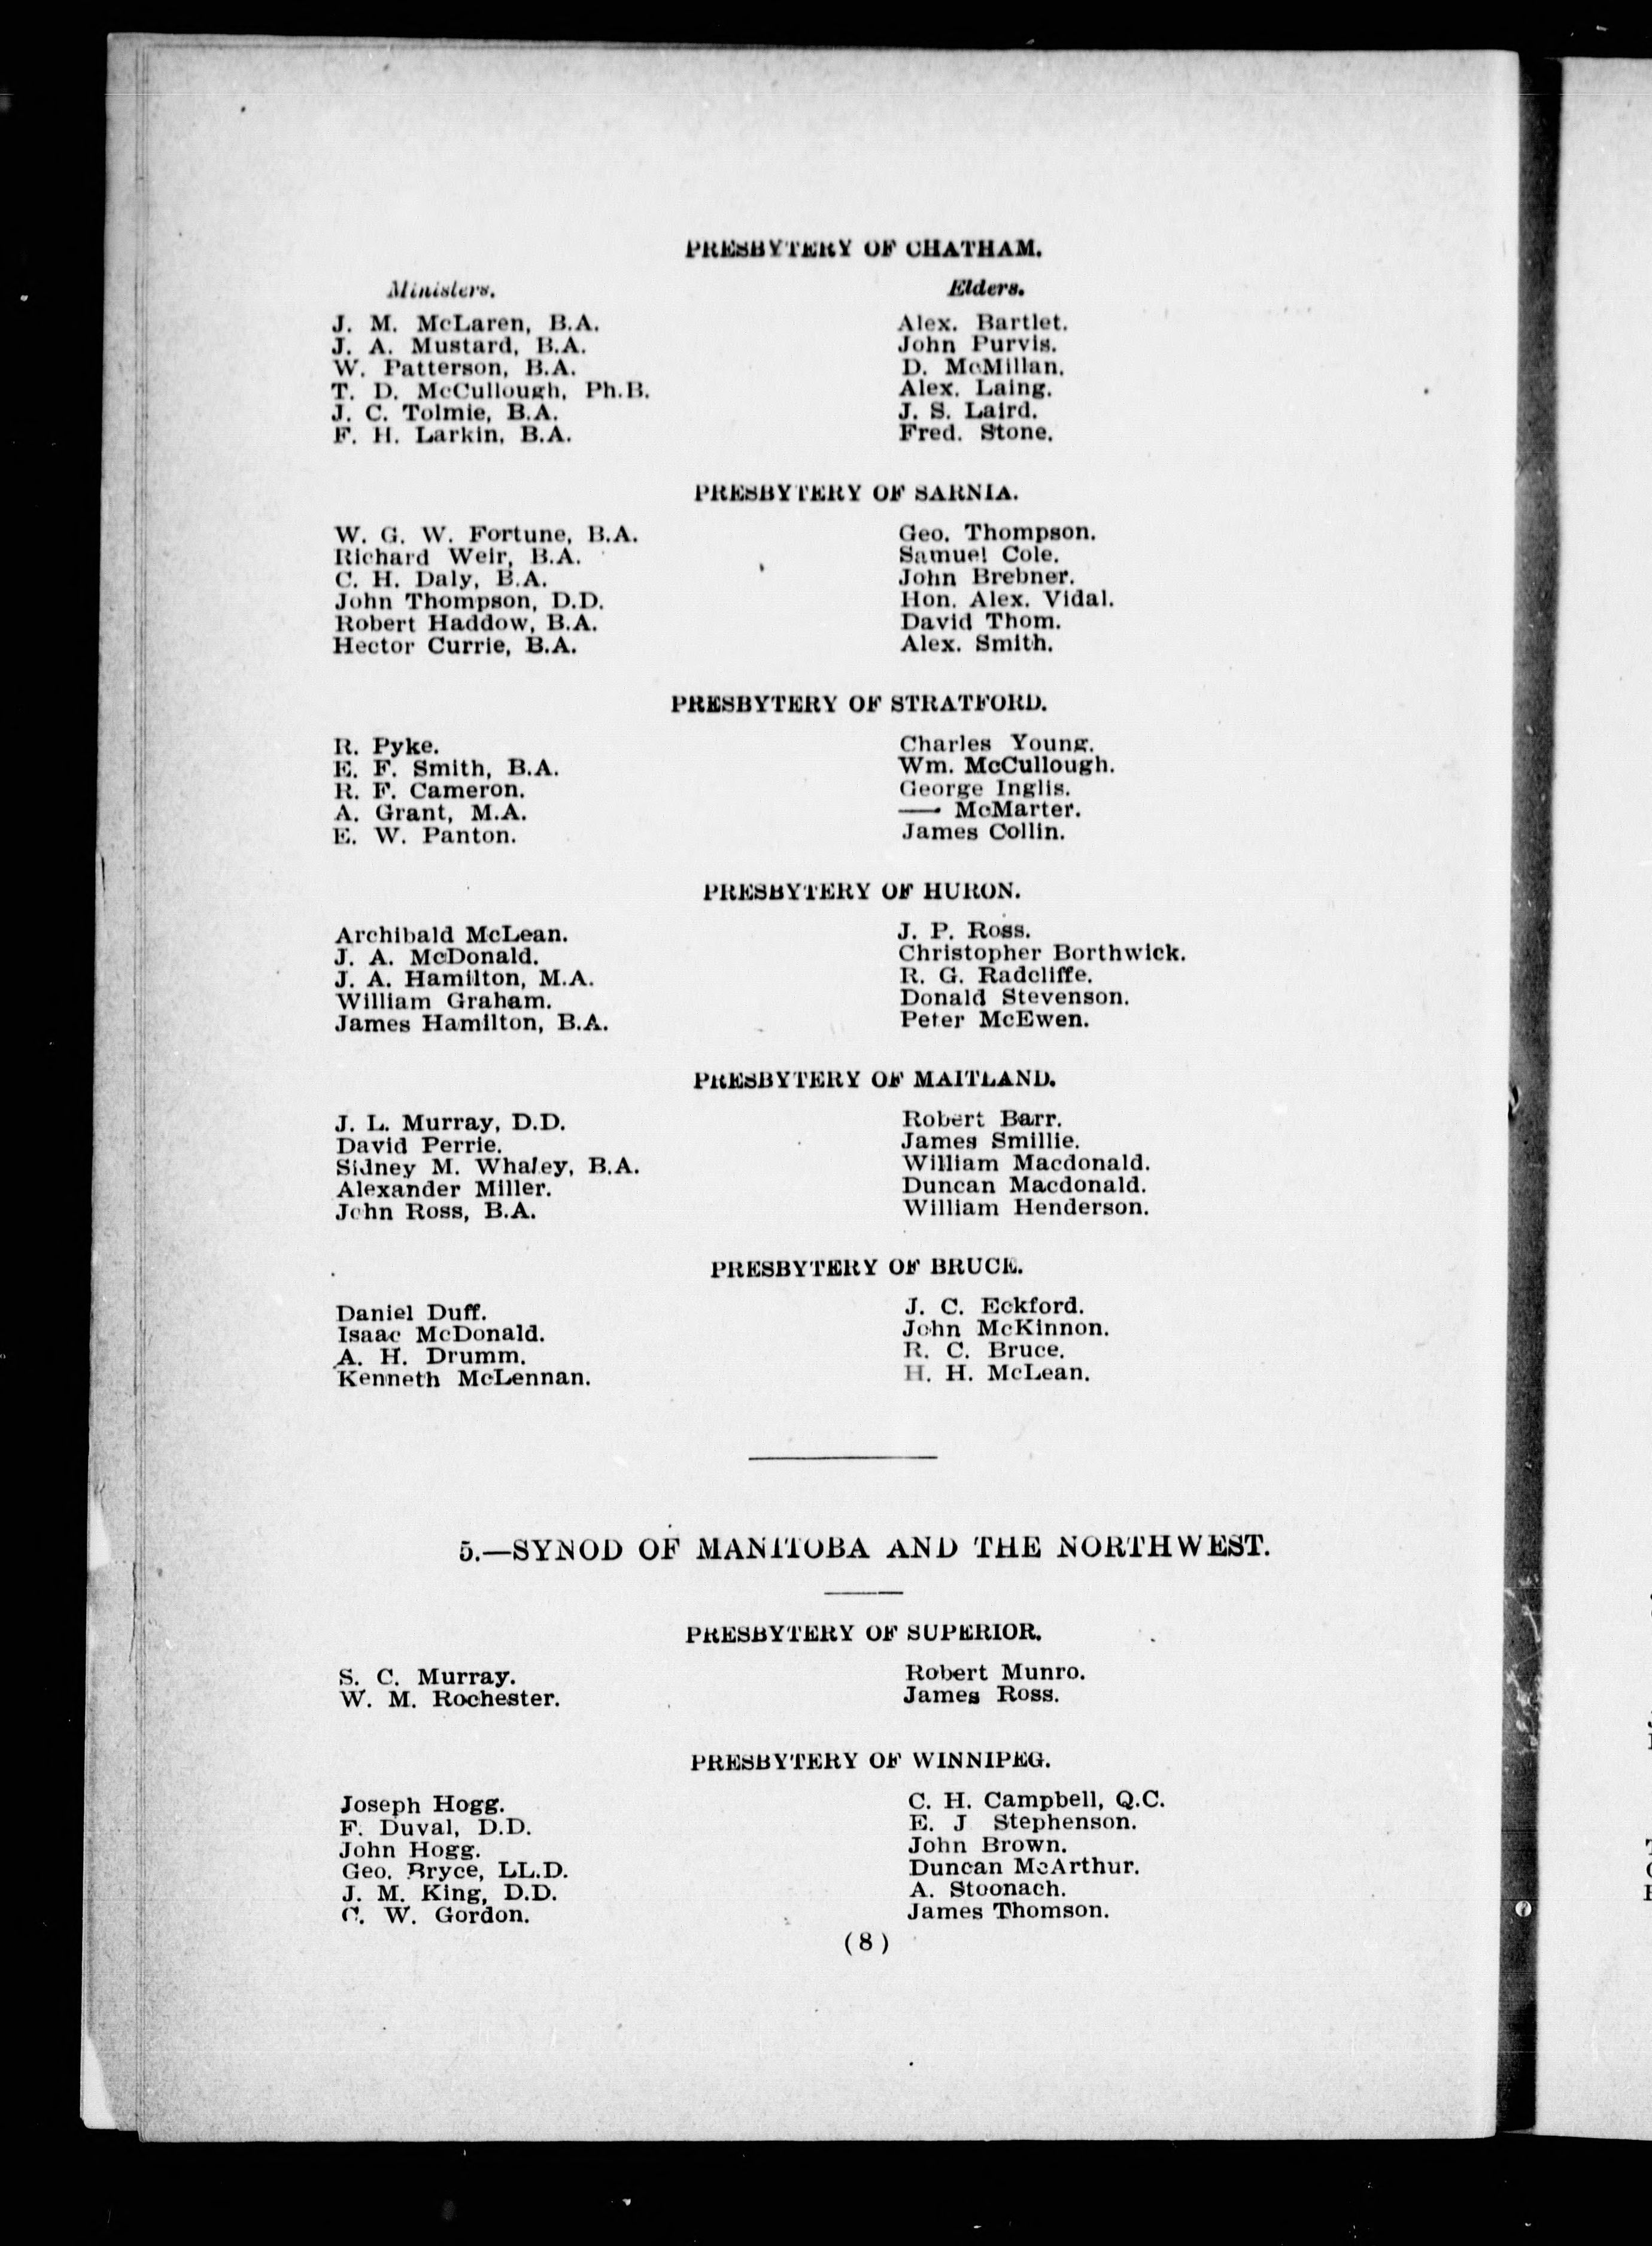 PRESBYTERY OF CHATHAM.
Ministers. Elders.
J. M. McLaren, B.A. Alex. Bartlet.
J. A. Mustard, B.A. John Purvis.
W. Patterson, B.A. D. McMillan.
T. D. McCullough, Ph.B. Alex. Laing.
J. C. Tolmie, B.A. J. S. Laird.
F. H. Larkin, B.A. Fred. Stone.
PRESBYTERY OF SARNIA.
W. G. W. Fortune, B.A. Geo. Thompson.
Richard Weir, B.A. Samuel Cole.
C. H. Daly, B.A. John Brebner.
John Thompson, D.D. Hon. Alex. Vidal.
Robert Haddow, B.A. David Thom.
Hector Currie, B.A. Alex. Smith.
PRESBYTERY OF STRATFORD.
R. Pyke. Charles Young.
E. F. Smith, B.A. Wm. McCullough.
R. F. Cameron. George Inglis.
A. Grant, M.A. —— McMarter.
E. W. Panton. James Collin.
PRESBYTERY OF HURON.
Archibald McLean. J. P. Ross.
J. A. McDonald. Christopher Borthwick.
J. A. Hamilton, M.A. R. G. Radcliffe.
William Graham. Donald Stevenson.
James Hamilton, B.A. Peter McEwen.
PRESBYTERY OF MAITLAND.
J. L. Murray, D.D. Robert Barr.
David Perrie. James Smillie.
Sidney M. Whaley, B.A. William Macdonald.
Alexander Miller. Duncan Macdonald.
John Ross, B.A. William Henderson.
PRESBYTERY OF BRUCE.
Daniel Duff. J. C. Eckford.
Isaac McDonald. John McKinnon.
A. H. Drumm. R. C. Bruce.
Kenneth McLennan. H. H. McLean.
5.—SYNOD OF MANITOBA AND THE NORTHWEST.
PRESBYTERY OF SUPERIOR.
S. C. Murray. Robert Munro.
W. M. Rochester. James Ross.
PRESBYTERY OF WINNIPEG.
Joseph Hogg. C. H. Campbell, Q.C.
F. Duval, D.D. E. J Stephenson.
John Hogg. John Brown.
Geo. Bryce, LL.D. Duncan McArthur.
J. M. King, D.D. A. Stoonach.
C. W. Gordon. James Thomson.
(8)